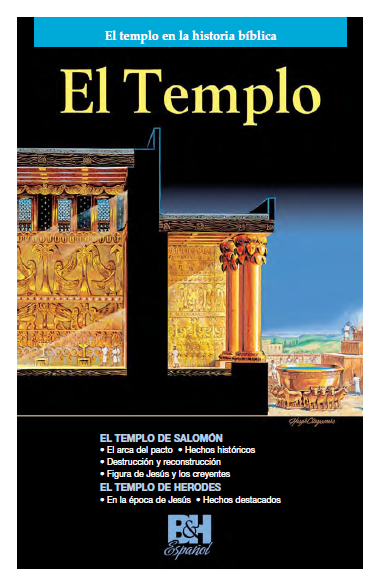 El templo en la historia bíblica
El Templo
EL TEMPLO DE SALOMÓN
• El arca del pacto • Hechos históricos
• Destrucción y reconstrucción
• Figura de Jesús y los creyentes
EL TEMPLO DE HERODES
• En la época de Jesús • Hechos destacados
B&H
Español